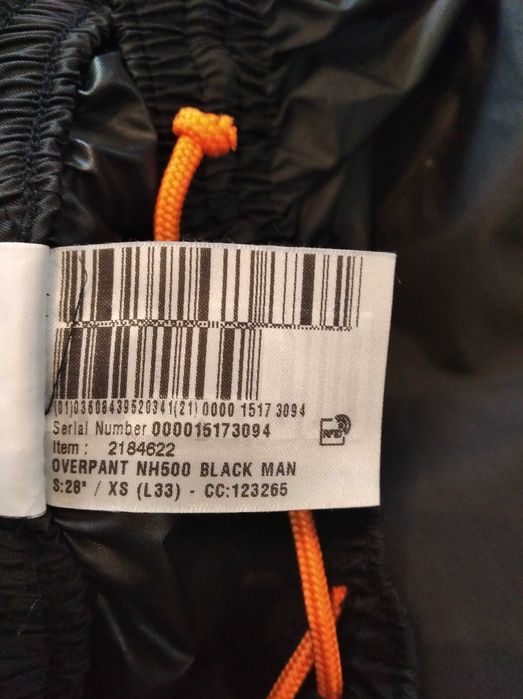 (01)03608439520341(21) 0000 1517 3094
Serial Number 000015173094
Item : 2184622
OVERPANT NH500 BLACK MAN
S:28" / XS (L33) - CC:123265